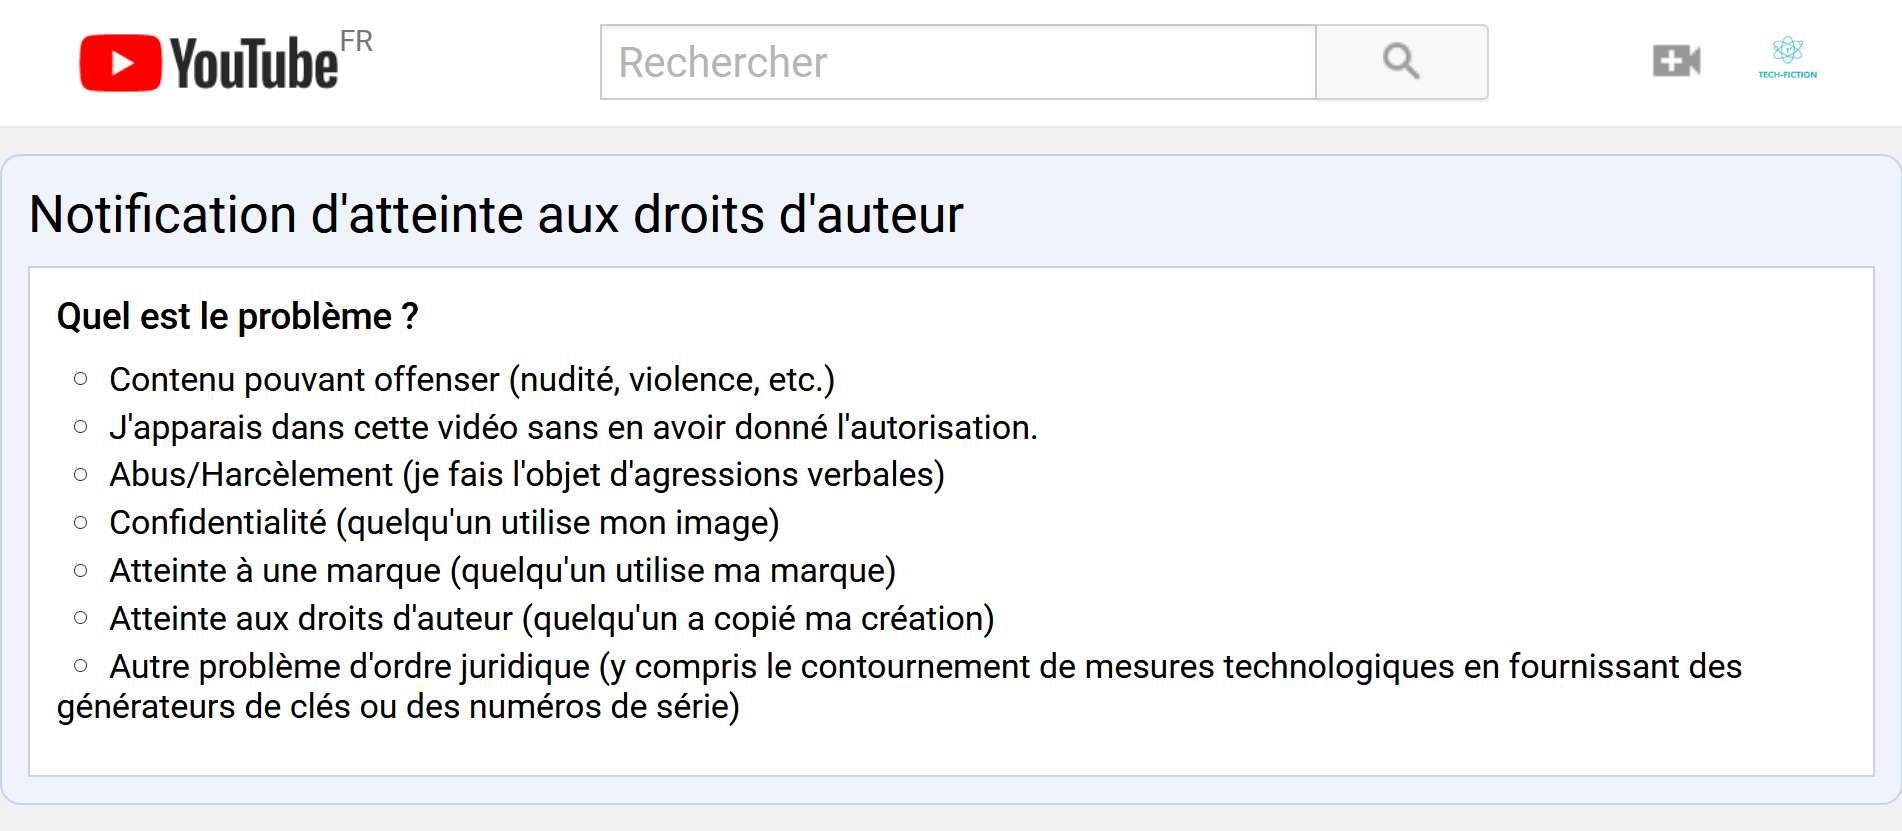 YouTube FR
Rechercher
TECH-FICTION
Notification d'atteinte aux droits d'auteur
Quel est le problème ?
Contenu pouvant offenser (nudité, violence, etc.)
J'apparais dans cette vidéo sans en avoir donné l'autorisation.
Abus/Harcèlement (je fais l'objet d'agressions verbales)
Confidentialité (quelqu'un utilise mon image)
Atteinte à une marque (quelqu'un utilise ma marque)
Atteinte aux droits d'auteur (quelqu'un a copié ma création)
Autre problème d'ordre juridique (y compris le contournement de mesures technologiques en fournissant des
générateurs de clés ou des numéros de série)